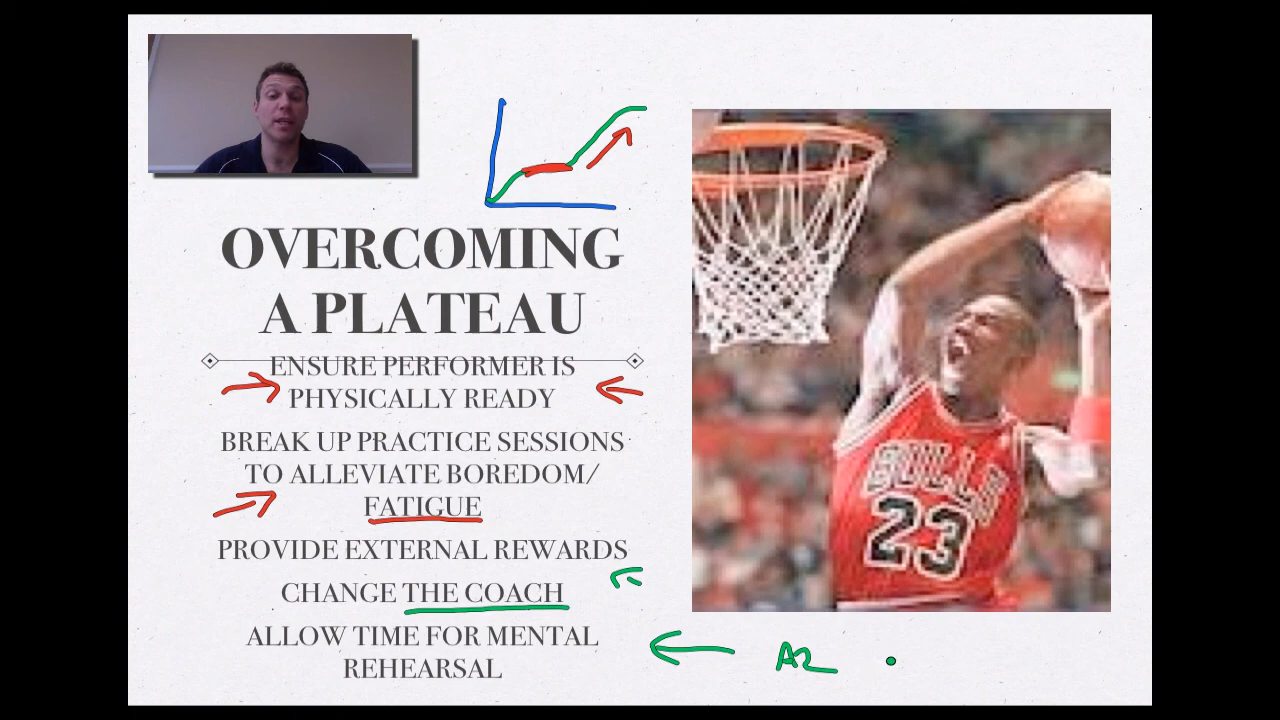 OVERCOMING
A PLATEAU
ENSURE PERFORMER IS
PHYSICALLY READY
BREAK UP PRACTICE SESSIONS
TO ALLEVIATE BOREDOM/
FATIGUE
PROVIDE EXTERNAL REWARDS
CHANGE THE COACH
ALLOW TIME FOR MENTAL
REHEARSAL
A2
BULLS
23